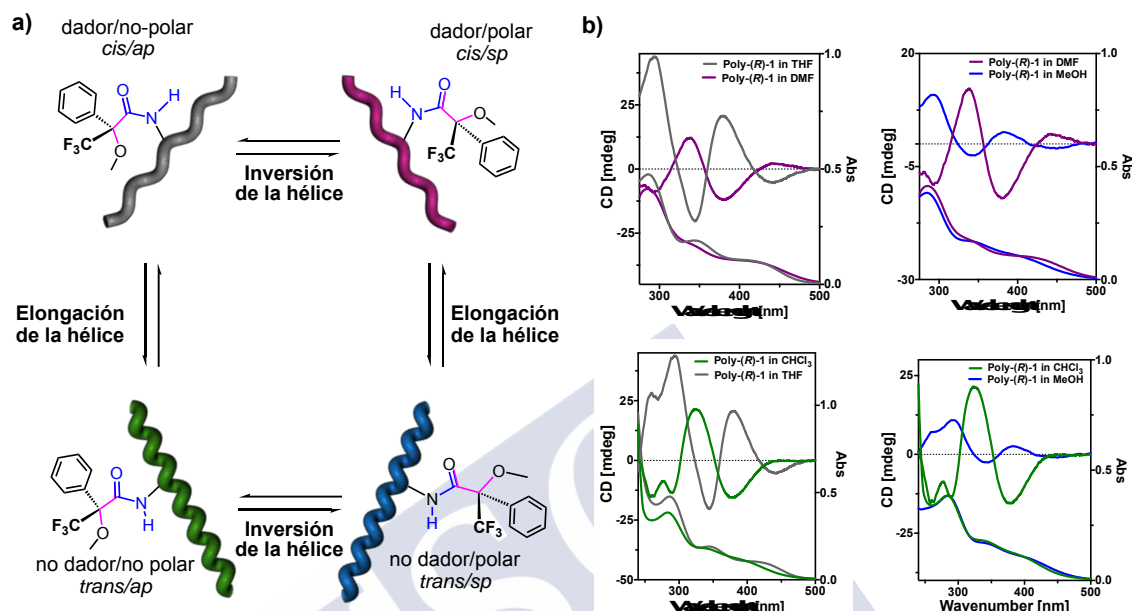 a)
dador/no-polar
cis/ap
dador/polar
cis/sp
O
H
N
F₃C
O
H
N
O
O
CF₃
Inversión
de la hélice
Elongación
de la hélice
Elongación
de la hélice
O
F₃C
N
H
O
no dador/no polar
trans/ap
Inversión
de la hélice
O
O
N
H
CF₃
no dador/polar
trans/sp
b)
Poly-(R)-1 in THF
Poly-(R)-1 in DMF
CD [mdeg]
25
0
-25
1.0
0.5
0.0
Abs
300
400
500
[nm]
Poly-(R)-1 in DMF
Poly-(R)-1 in MeOH
CD [mdeg]
20
-5
-30
1.0
0.5
0.0
Abs
300
400
500
[nm]
Poly-(R)-1 in CHCl₃
Poly-(R)-1 in THF
CD [mdeg]
25
0
-25
-50
1.0
0.5
0.0
Abs
300
400
500
[nm]
Poly-(R)-1 in CHCl₃
Poly-(R)-1 in MeOH
CD [mdeg]
25
0
-25
-50
1.0
0.5
0.0
Abs
300
400
500
Wavenumber [nm]